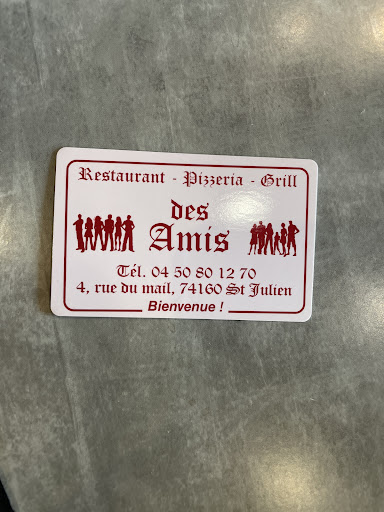 Restaurant - Pizzeria - Grill
des
Amis
Tél. 04 50 80 12 70
4, rue du mail, 74160 St Julien
Bienvenue !